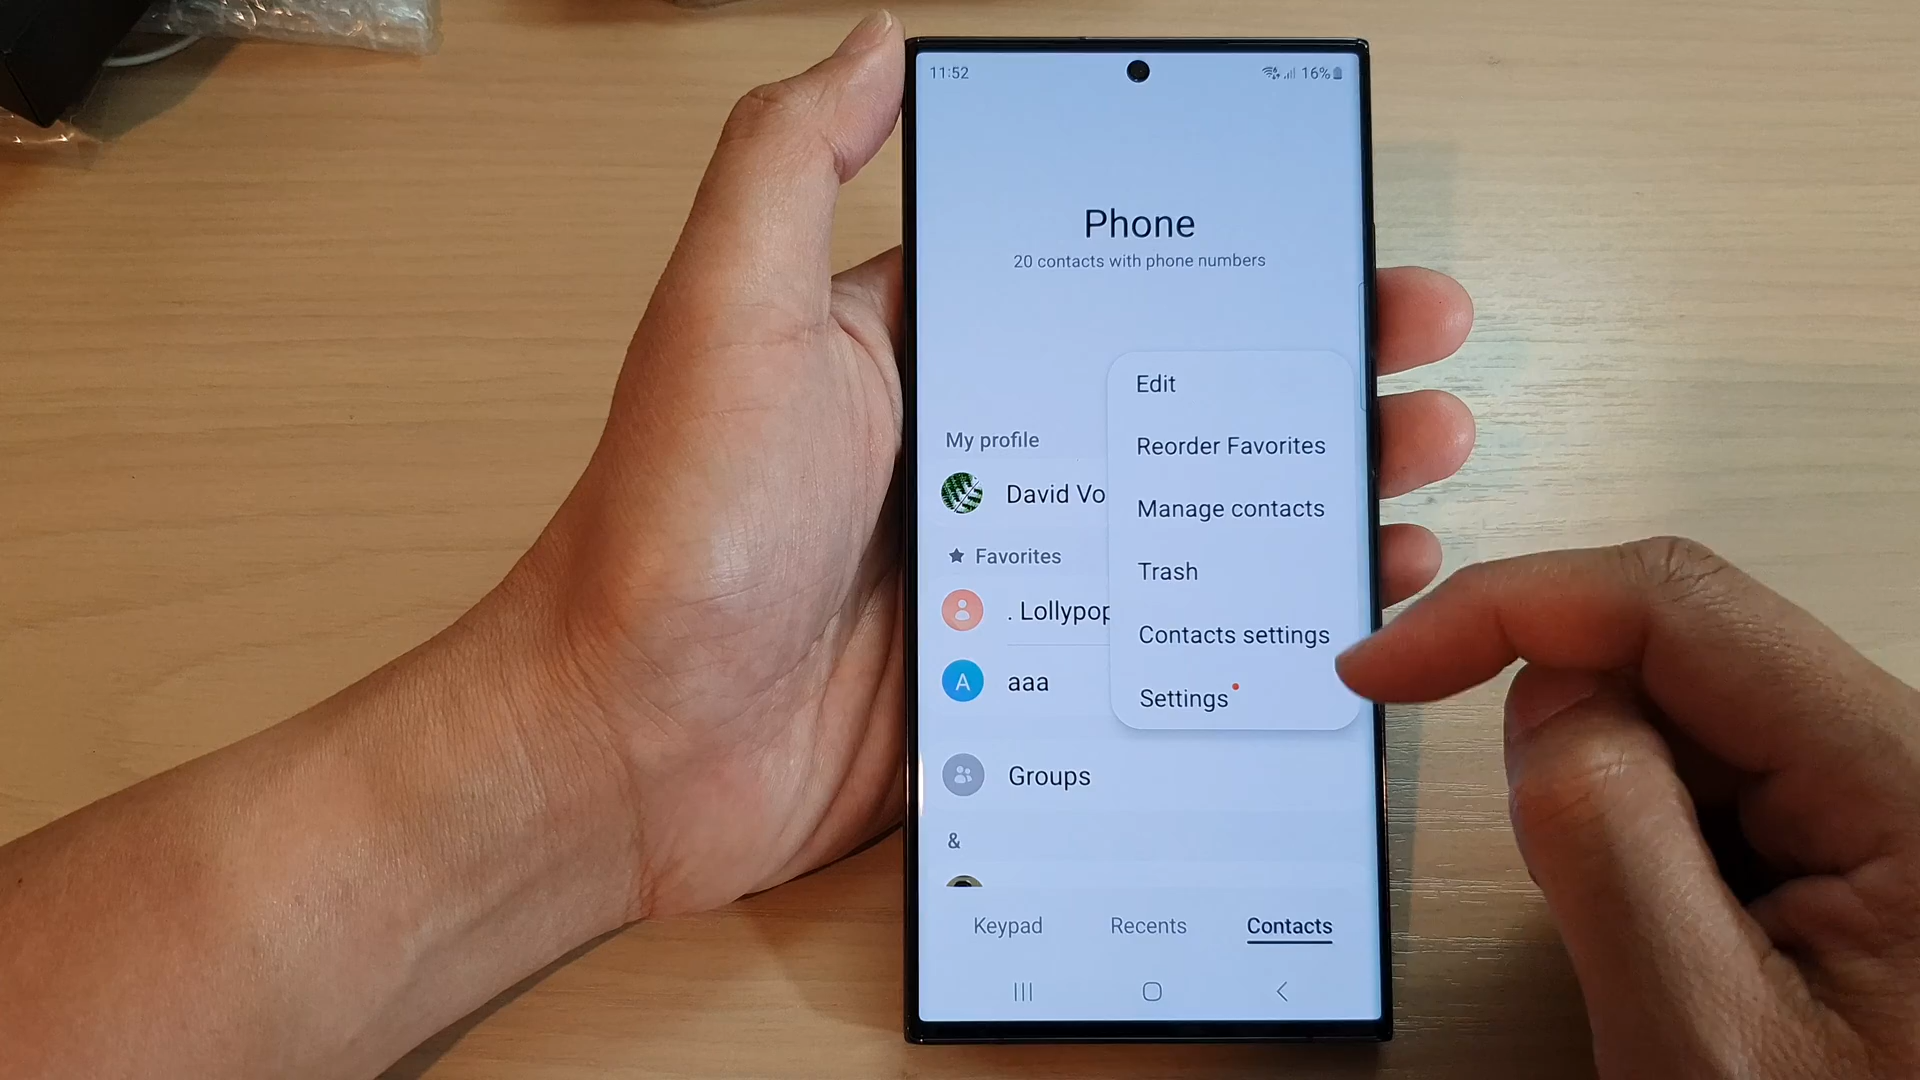 11:52
16%
Phone
20 contacts with phone numbers
Edit
Reorder Favorites
Manage contacts
Trash
Contacts settings
Settings
My profile
David Vo
Favorites
. Lollypop
A
aaa
Groups
&
Keypad
Recents
Contacts